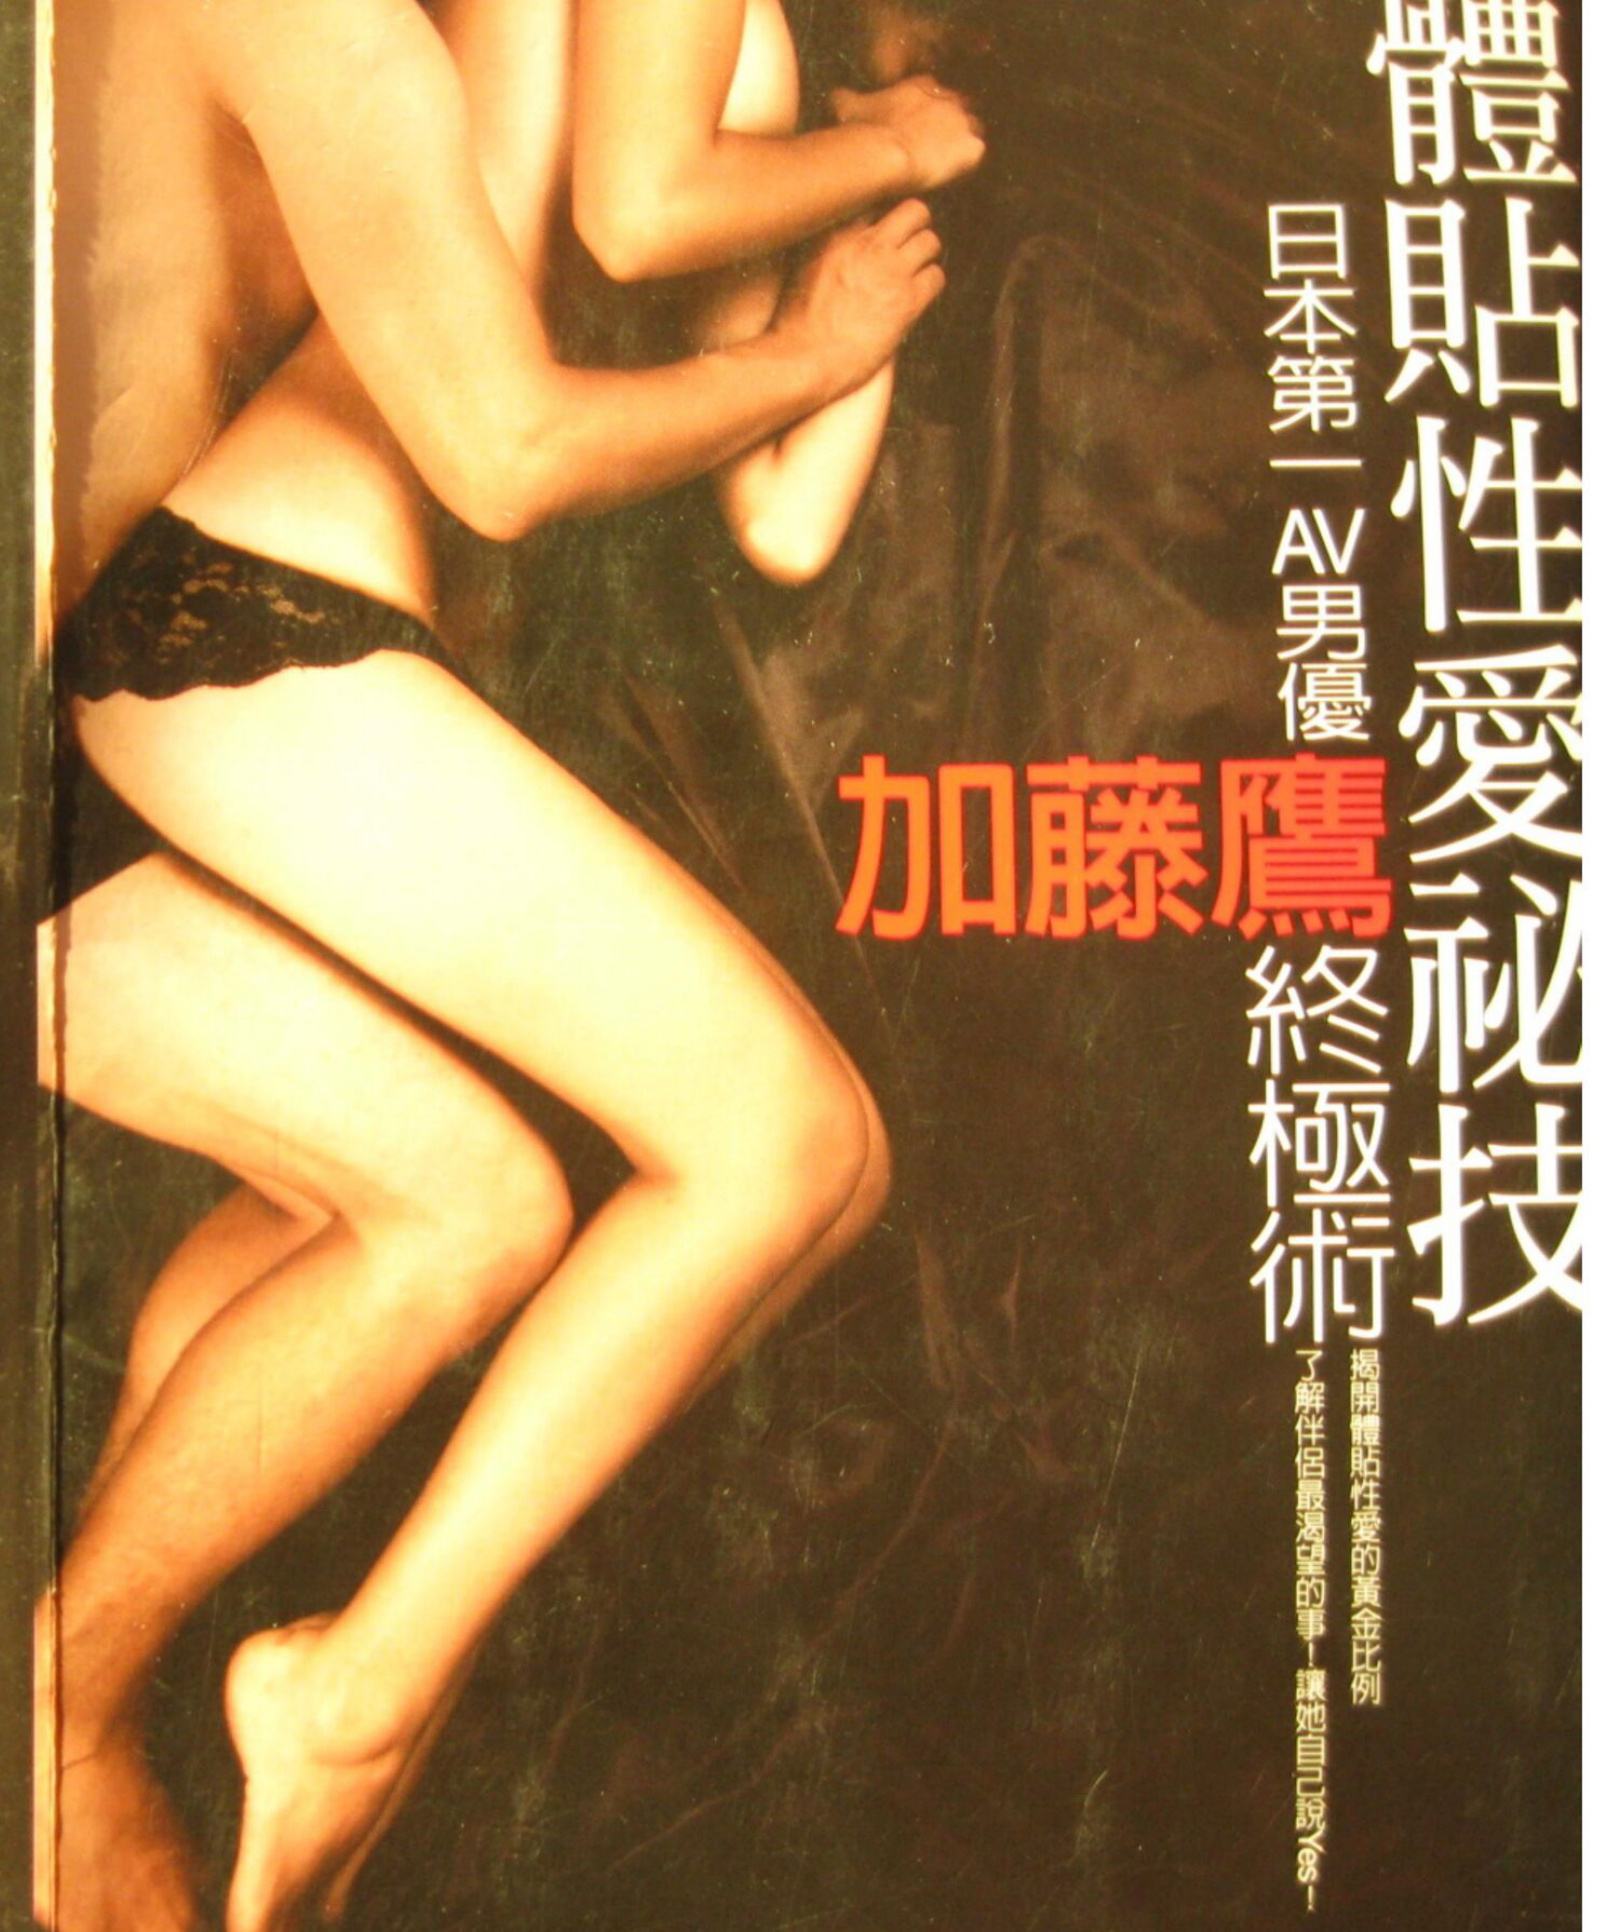 體貼性愛祕技
日本第一AV男優
加藤鷹
終極術
揭開體貼性愛的黃金比例
了解伴侶最渴望的事！讓她自己說Yes！